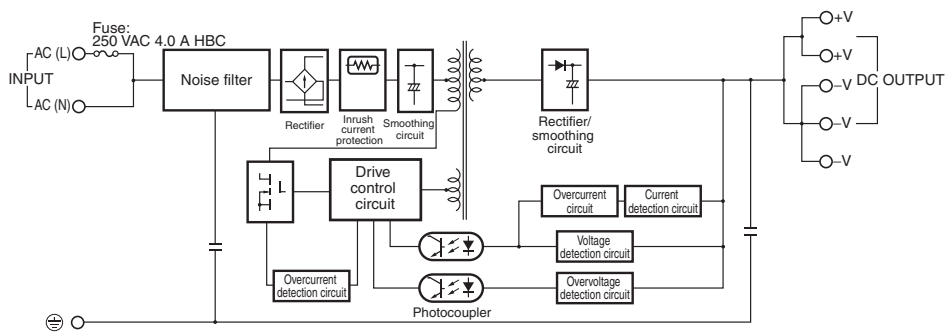 Fuse:
250 VAC 4.0 A HBC
AC (L)
INPUT
AC (N)
Noise filter
Rectifier
Inrush
current
protection
Smoothing
circuit
Rectifier/
smoothing
circuit
+V
+V
–V
DC OUTPUT
–V
–V
Drive
control
circuit
Overcurrent
circuit
Current
detection circuit
Voltage
detection circuit
Overcurrent
detection circuit
Overvoltage
detection circuit
Photocoupler